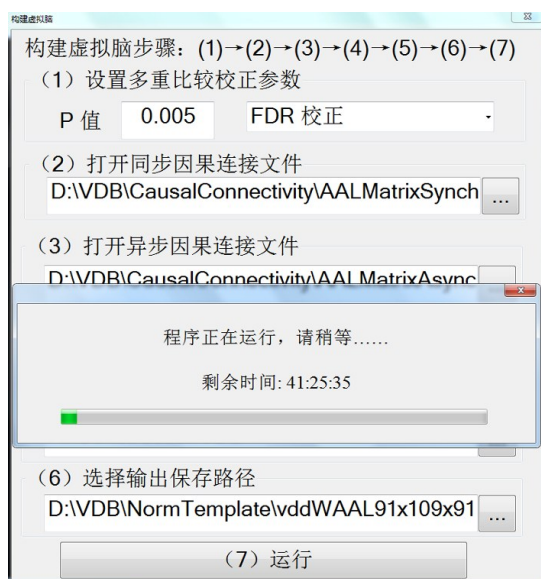 构建虚拟脑
构建虚拟脑步骤：(1)→(2)→(3)→(4)→(5)→(6)→(7)
（1）设置多重比较校正参数
P 值 0.005 FDR 校正
（2）打开同步因果连接文件
D:\VDB\CausalConnectivity\AALMatrixSynch ...
（3）打开异步因果连接文件
D:\VDB\CausalConnectivity\AALMatrixAsync
程序正在运行，请稍等……
剩余时间: 41:25:35
（6）选择输出保存路径
D:\VDB\NormTemplate\vddWAAL91x109x91 ...
（7）运行